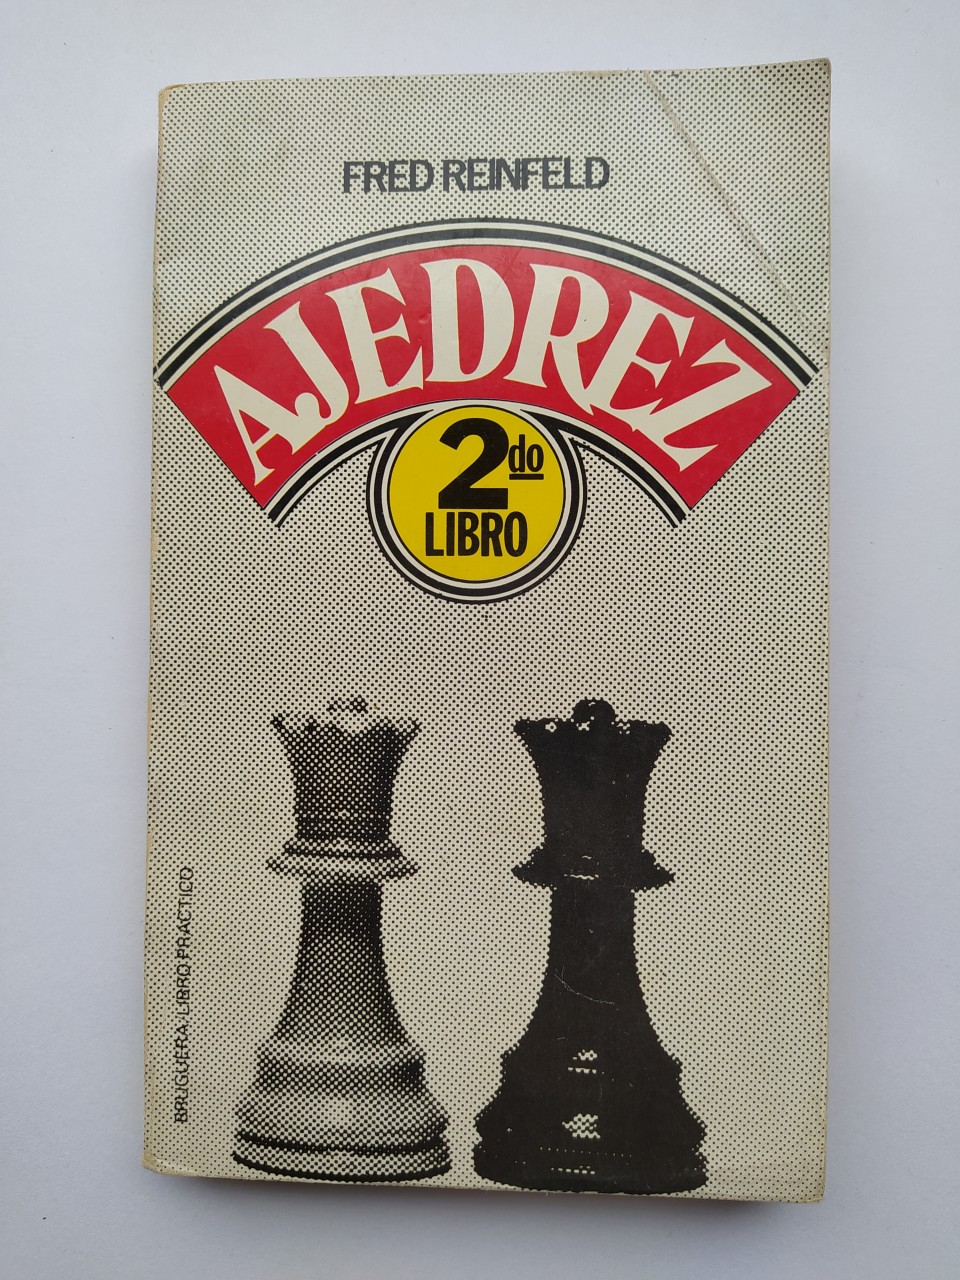 FRED REINFELD
AJEDREZ
2do
LIBRO
BRUGUERA LIBRO PRACTICO